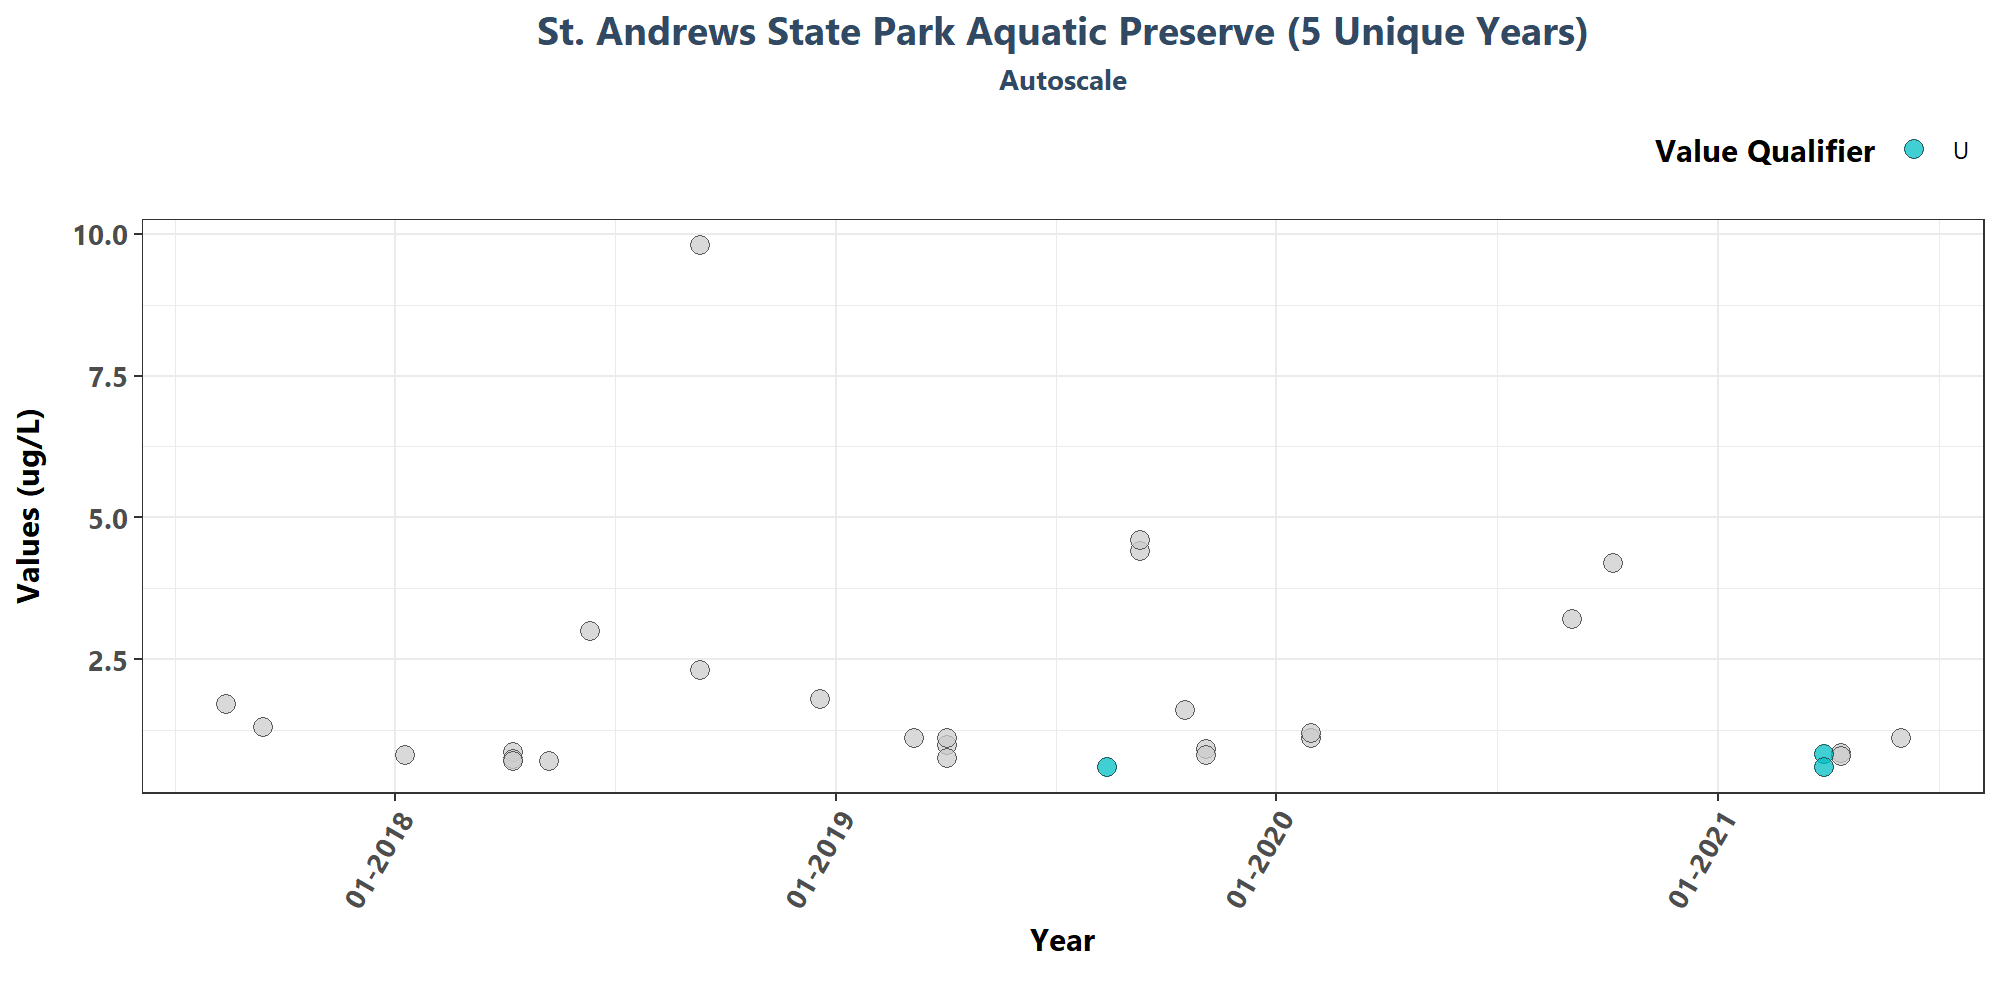 St. Andrews State Park Aquatic Preserve (5 Unique Years)
Autoscale
Value Qualifier U
10.0
7.5
5.0
2.5
Values (ug/L)
01-2018
01-2019
01-2020
01-2021
Year